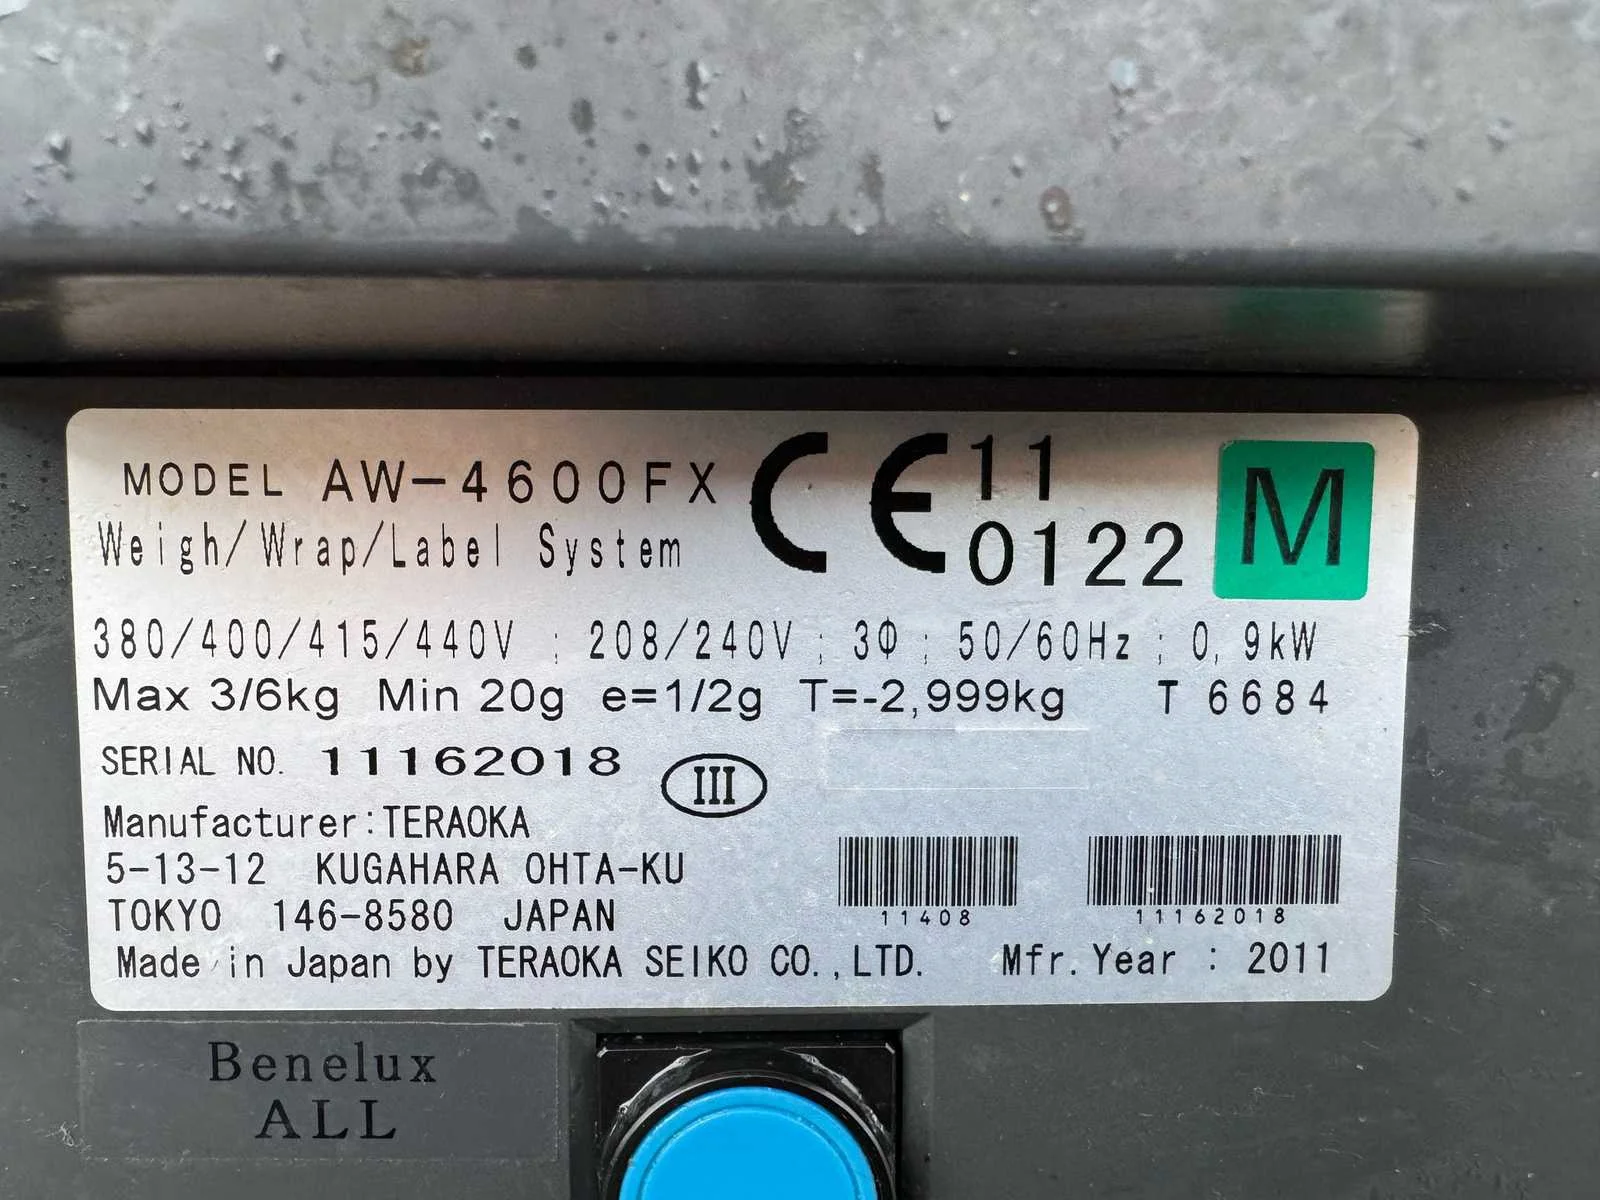 MODEL AW-4600FX CE 11
Weigh/Wrap/Label System 0122 M
380/400/415/440V ; 208/240V ; 3Φ ; 50/60Hz ; 0,9kW
Max 3/6kg Min 20g e=1/2g T=-2,999kg T 6684
SERIAL NO. 11162018 III
Manufacturer:TERAOKA
5-13-12 KUGAHARA OHTA-KU
TOKYO 146-8580 JAPAN
11408 11162018
Made in Japan by TERAOKA SEIKO CO.,LTD. Mfr.Year : 2011
Benelux
ALL